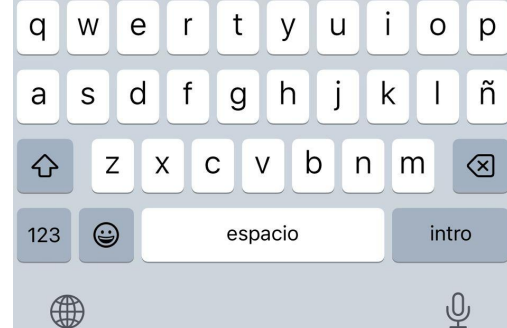 q w e r t y u i o p
a s d f g h j k l ñ
z x c v b n m
123 espacio intro